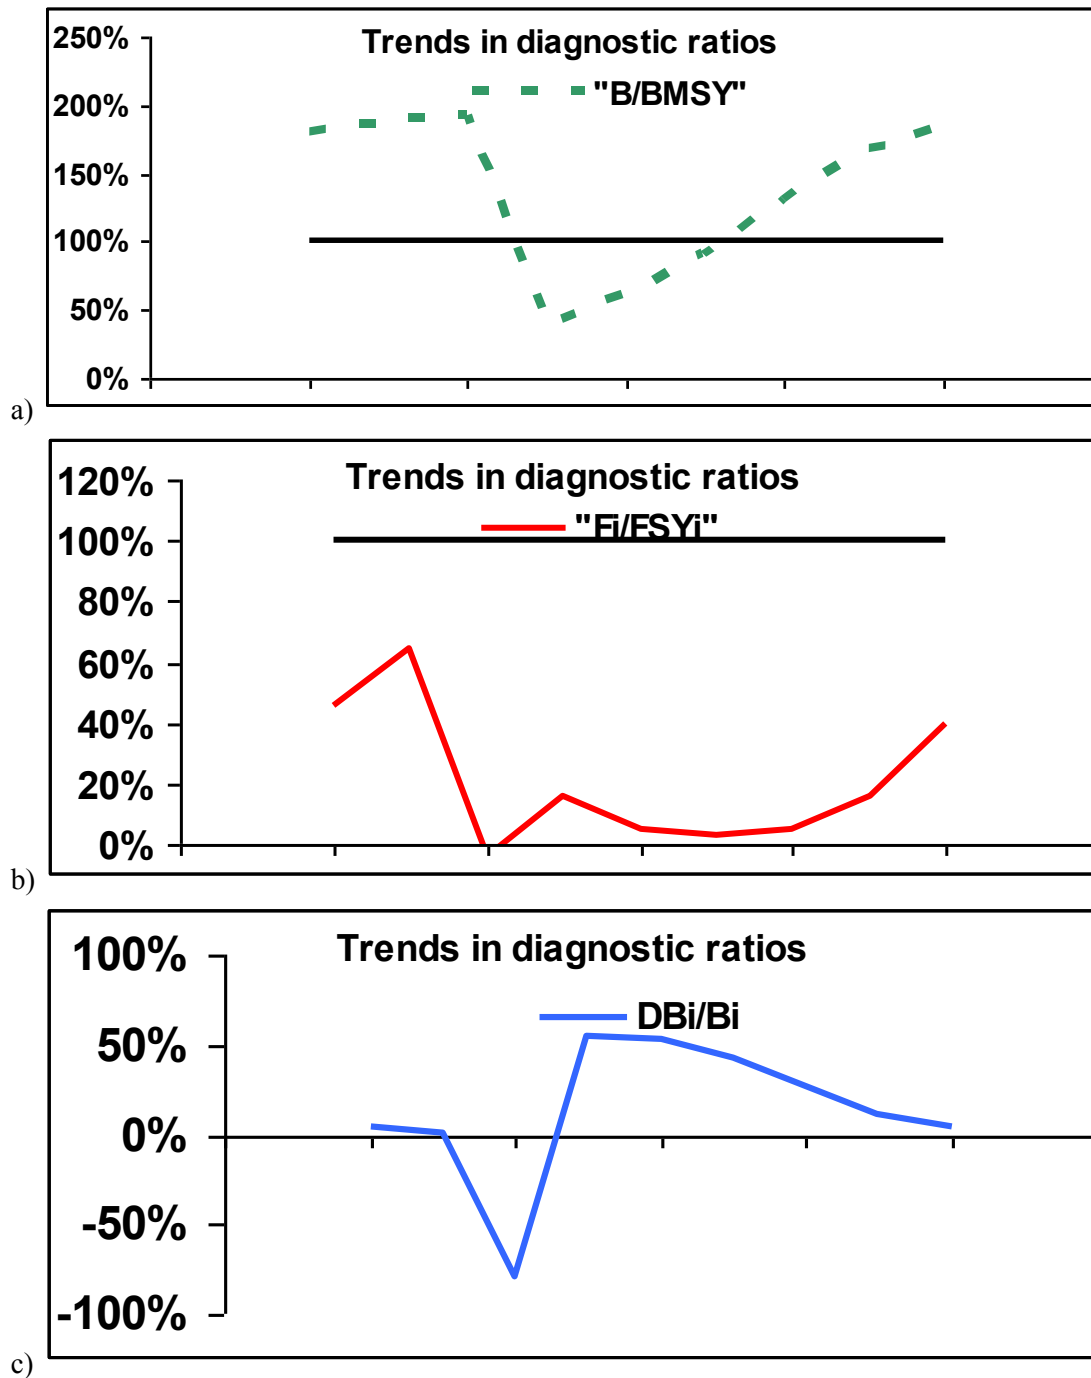 250%
Trends in diagnostic ratios
"B/BMSY"
200%
150%
100%
50%
0%
a)
120%
Trends in diagnostic ratios
"Fi/FSYi"
100%
80%
60%
40%
20%
0%
b)
100%
Trends in diagnostic ratios
DBi/Bi
50%
0%
-50%
-100%
c)